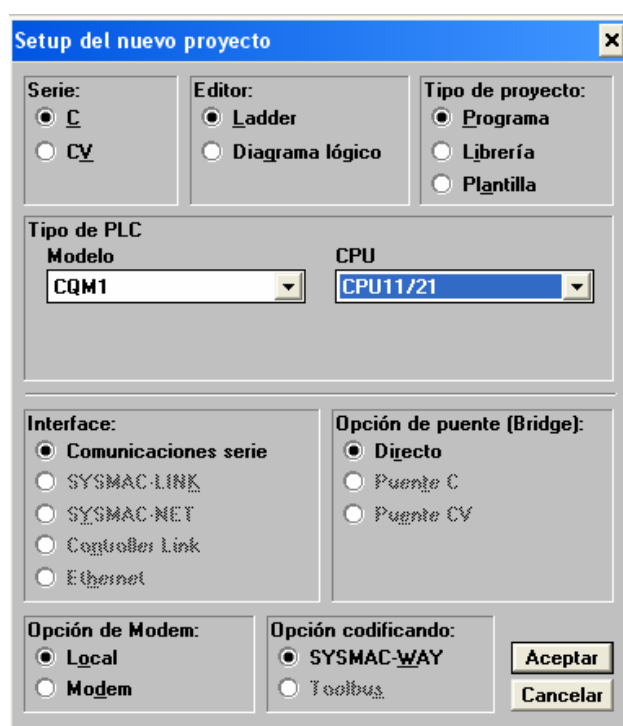 Setup del nuevo proyecto
Serie:
C
CV
Editor:
Ladder
Diagrama lógico
Tipo de proyecto:
Programa
Librería
Plantilla
Tipo de PLC
Modelo
CQM1
CPU
CPU11/21
Interface:
Comunicaciones serie
SYSMAC-LINK
SYSMAC-NET
Controller Link
Ethernet
Opción de puente (Bridge):
Directo
Puente C
Puente CV
Opción de Modem:
Local
Modem
Opción codificando:
SYSMAC-WAY
Toolbus
Aceptar
Cancelar